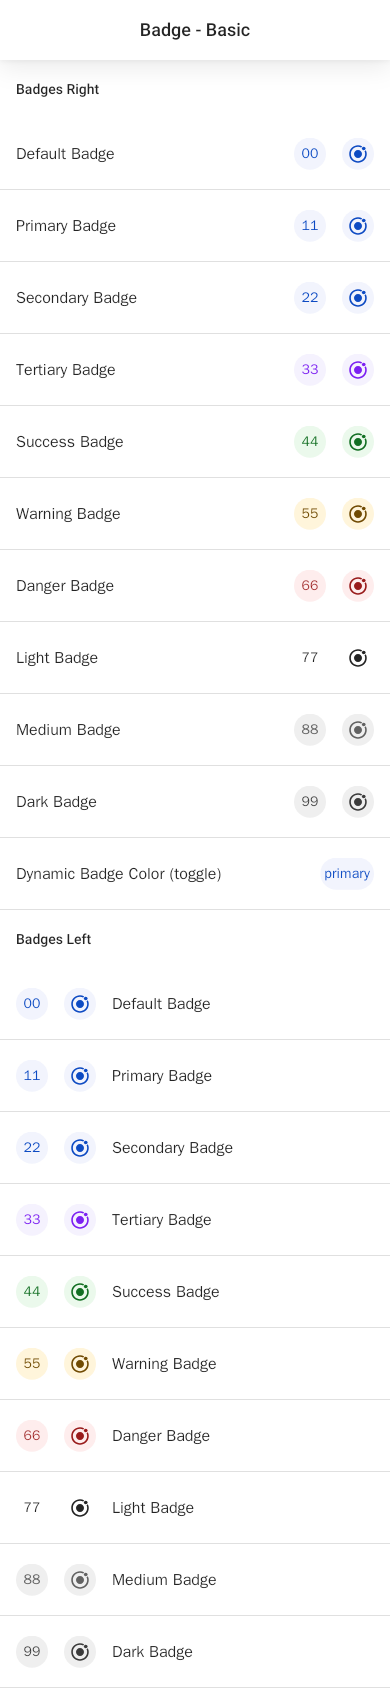 Badge - Basic
Badges Right
Default Badge 00
Primary Badge 11
Secondary Badge 22
Tertiary Badge 33
Success Badge 44
Warning Badge 55
Danger Badge 66
Light Badge 77
Medium Badge 88
Dark Badge 99
Dynamic Badge Color (toggle) primary
Badges Left
00 Default Badge
11 Primary Badge
22 Secondary Badge
33 Tertiary Badge
44 Success Badge
55 Warning Badge
66 Danger Badge
77 Light Badge
88 Medium Badge
99 Dark Badge